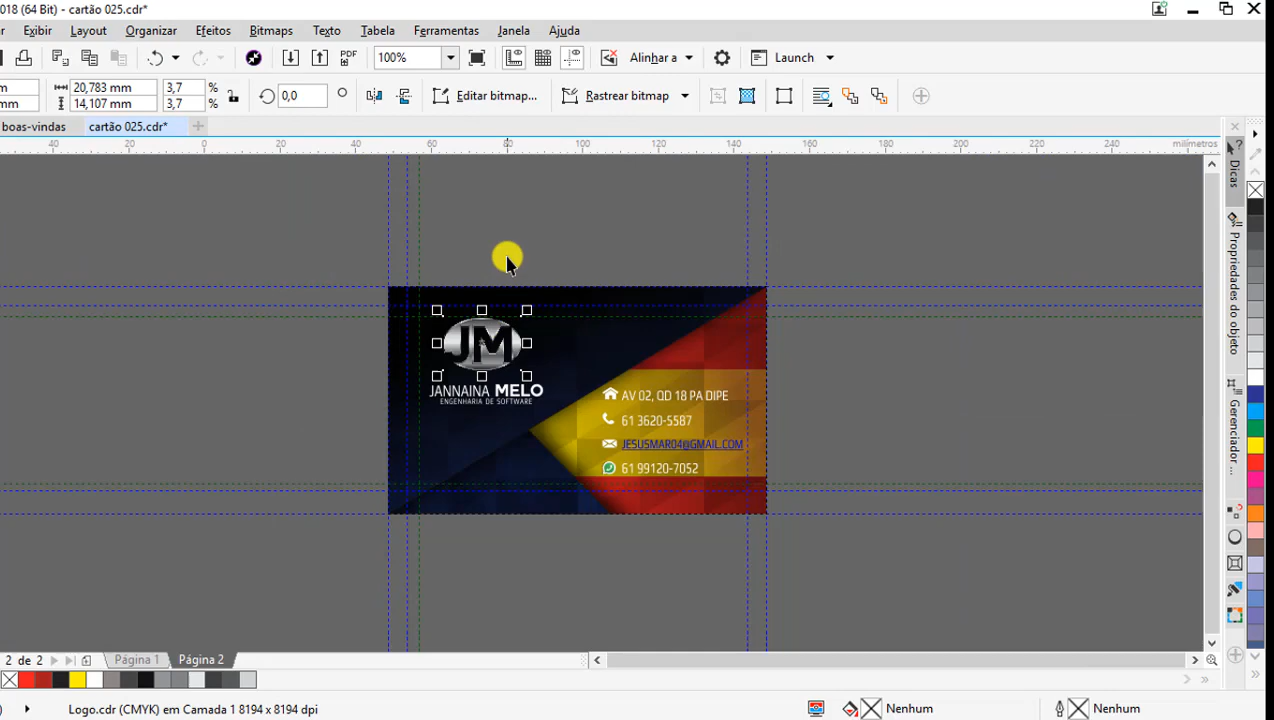 018 (64 Bit) - cartão 025.cdr*
Exibir Layout Organizar Efeitos Bitmaps Texto Tabela Ferramentas Janela Ajuda
PDF 100% Alinhar a Launch
20,783 mm 3,7 %
14,107 mm 3,7 %
0,0 Editar bitmap... Rastrear bitmap
boas-vindas cartão 025.cdr*
40 20 0 20 40 60 80 100 120 140 160 180 200 220 240 milímetros
Dicas
Propriedades do objeto
Gerenciador...
JM
JANNAINA MELO
ENGENHARIA DE SOFTWARE
AV 02, QD 18 PA DIPE
61 3620-5587
JESUSMAR04@GMAIL.COM
61 99120-7052
2 de 2 Página 1 Página 2
Logo.cdr (CMYK) em Camada 1 8194 x 8194 dpi Nenhum Nenhum